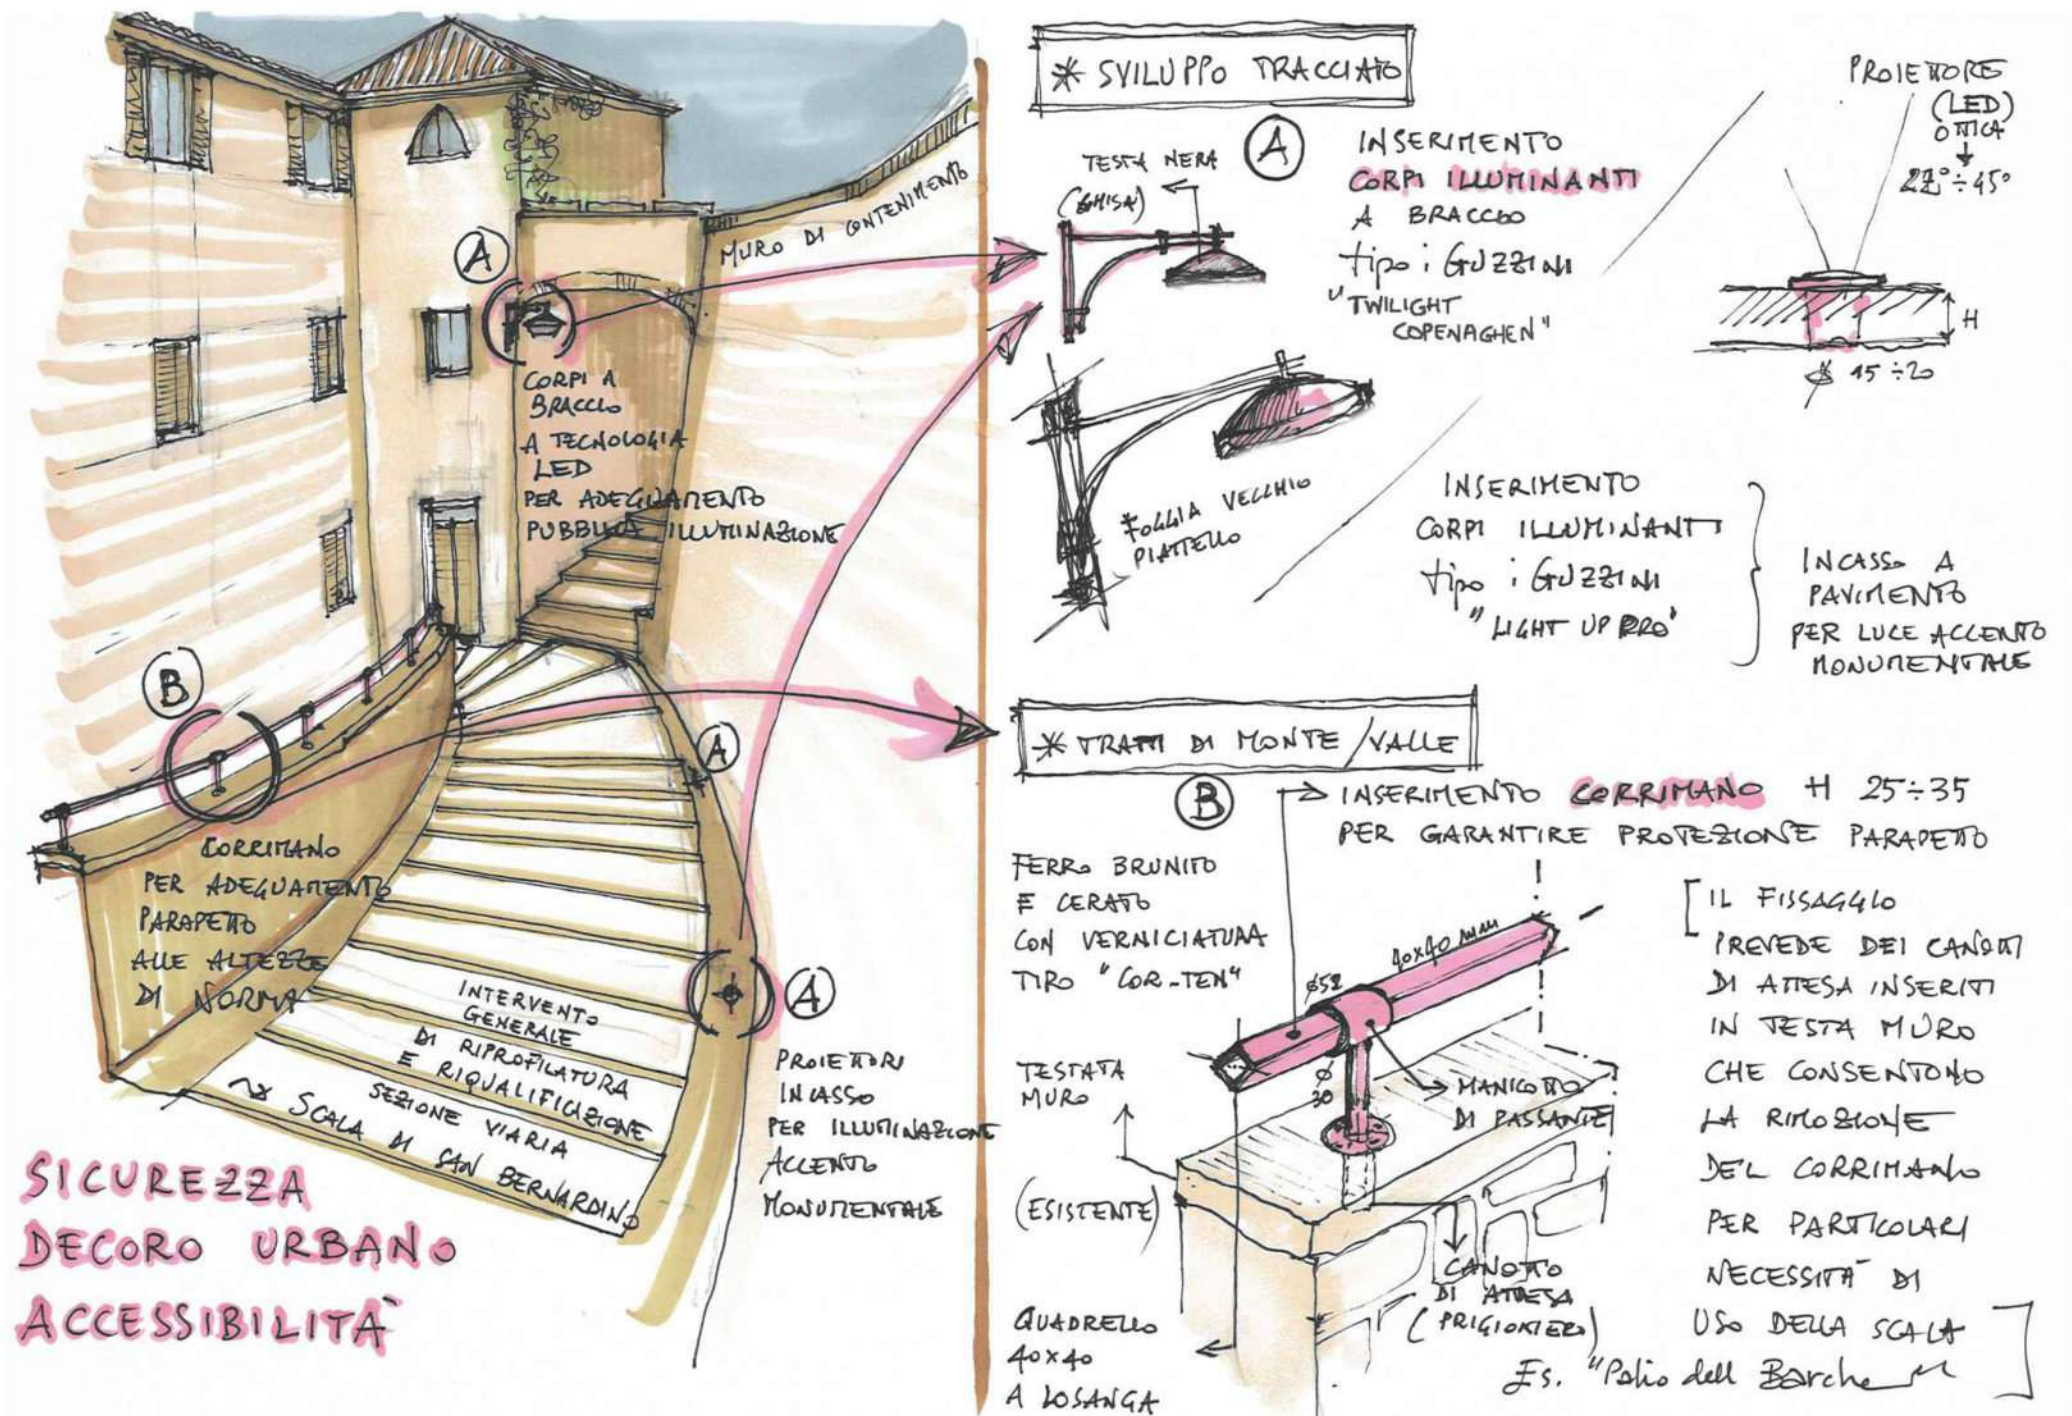 MURO DI CONTENIMENTO
A
CORPI A
BRACCIO
A TECNOLOGIA
LED
PER ADEGUAMENTO
PUBBLICA ILLUMINAZIONE
B
CORRIMANO
PER ADEGUAMENTO
PARAPETTO
ALLE ALTEZZE
DI NORMA
A
A
PROIETTORI
INCASSO
PER ILLUMINAZIONE
ACCENTO
MONUMENTALE
INTERVENTO
GENERALE
DI RIPROFILATURA
E RIQUALIFICAZIONE
SEZIONE VIARIA
SCALA DI SAN BERNARDINO
SICUREZZA
DECORO URBANO
ACCESSIBILITÀ
* SVILUPPO TRACCIATO
A
TESTA NERA
(GHISA)
INSERIMENTO
CORPI ILLUMINANTI
A BRACCIO
tipo iGUZZINI
"TWILIGHT
COPENAGHEN"
* FOGGIA VECCHIO
PIATTELLO
PROIETTORE
(LED)
OTTICA
22° ÷ 45°
H
Ø 15 ÷ 20
INSERIMENTO
CORPI ILLUMINANTI
tipo iGUZZINI
"LIGHT UP PRO"
INCASSO A
PAVIMENTO
PER LUCE ACCENTO
MONUMENTALE
* TRATTI DI MONTE/VALLE
B
INSERIMENTO CORRIMANO H 25÷35
PER GARANTIRE PROTEZIONE PARAPETTO
FERRO BRUNITO
E CERATO
CON VERNICIATURA
TIPO "COR-TEN"
40x40 mm
Ø52
Ø
30
MANICOTTO
DI PASSANTE
TESTATA
MURO
(ESISTENTE)
CANOTTO
DI ATTESA
(PRIGIONIERO)
QUADRELLO
40x40
A LOSANGA
[IL FISSAGGIO
PREVEDE DEI CANOTTI
DI ATTESA INSERITI
IN TESTA MURO
CHE CONSENTONO
LA RIMOZIONE
DEL CORRIMANO
PER PARTICOLARI
NECESSITÀ DI
USO DELLA SCALA
Es. "Palio dell Barche"]